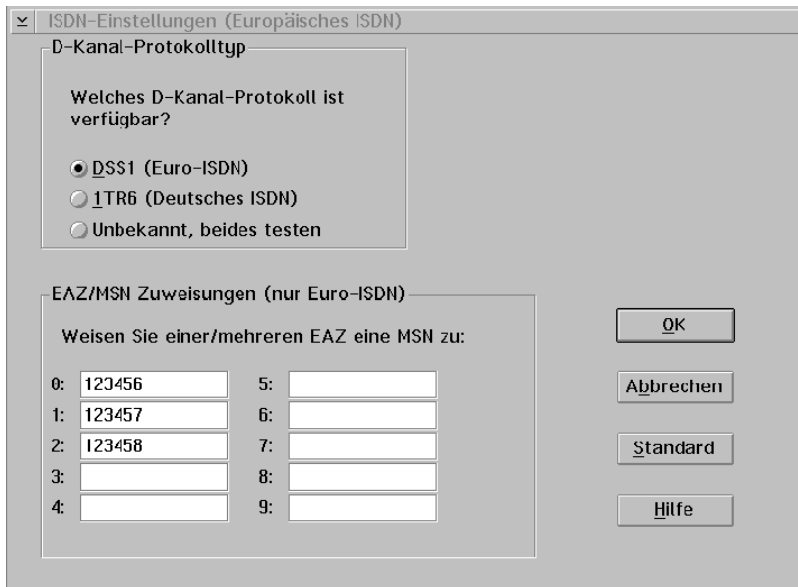 ISDN-Einstellungen (Europäisches ISDN)
D-Kanal-Protokolltyp
Welches D-Kanal-Protokoll ist
verfügbar?
DSS1 (Euro-ISDN)
1TR6 (Deutsches ISDN)
Unbekannt, beides testen
EAZ/MSN Zuweisungen (nur Euro-ISDN)
Weisen Sie einer/mehreren EAZ eine MSN zu:
0: 123456 5:
1: 123457 6:
2: 123458 7:
3: 8:
4: 9:
OK
Abbrechen
Standard
Hilfe